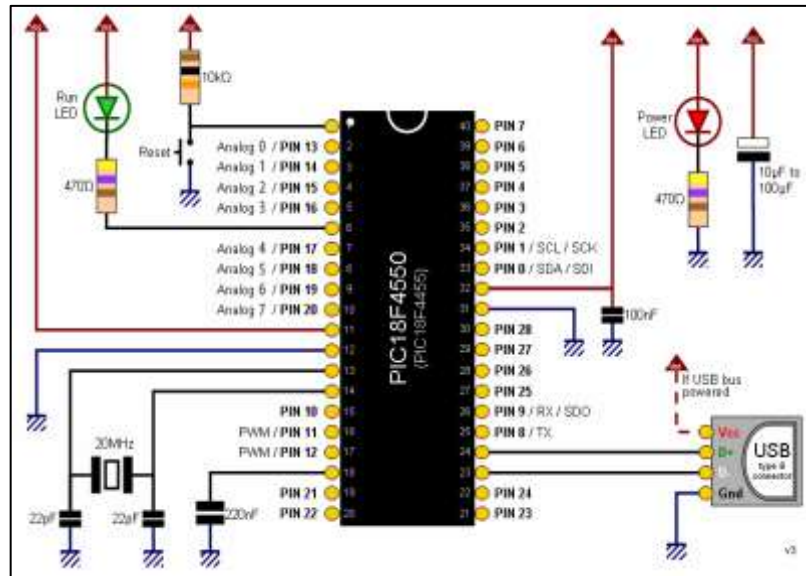 Run
LED
10kΩ
Reset
470Ω
Analog 0 / PIN 13
Analog 1 / PIN 14
Analog 2 / PIN 15
Analog 3 / PIN 16
Analog 4 / PIN 17
Analog 5 / PIN 18
Analog 6 / PIN 19
Analog 7 / PIN 20
PIN 10
PWM / PIN 11
PWM / PIN 12
PIN 21
PIN 22
20MHz
22pF
22pF
220nF
2
3
4
5
6
7
8
9
10
11
12
13
14
15
16
17
18
19
20
PIC18F4550
(PIC18F4455)
40 PIN 7
39 PIN 6
38 PIN 5
37 PIN 4
36 PIN 3
35 PIN 2
34 PIN 1 / SCL / SCK
33 PIN 0 / SDA / SDI
32
31
30 PIN 28
29 PIN 27
28 PIN 26
27 PIN 25
26 PIN 9 / RX / SDO
25 PIN 8 / TX
24
23
22 PIN 24
21 PIN 23
100nF
Power
LED
470Ω
10µF to
100µF
If USB bus
powered
Vcc
D+
D-
Gnd
USB
type B
connector
v3